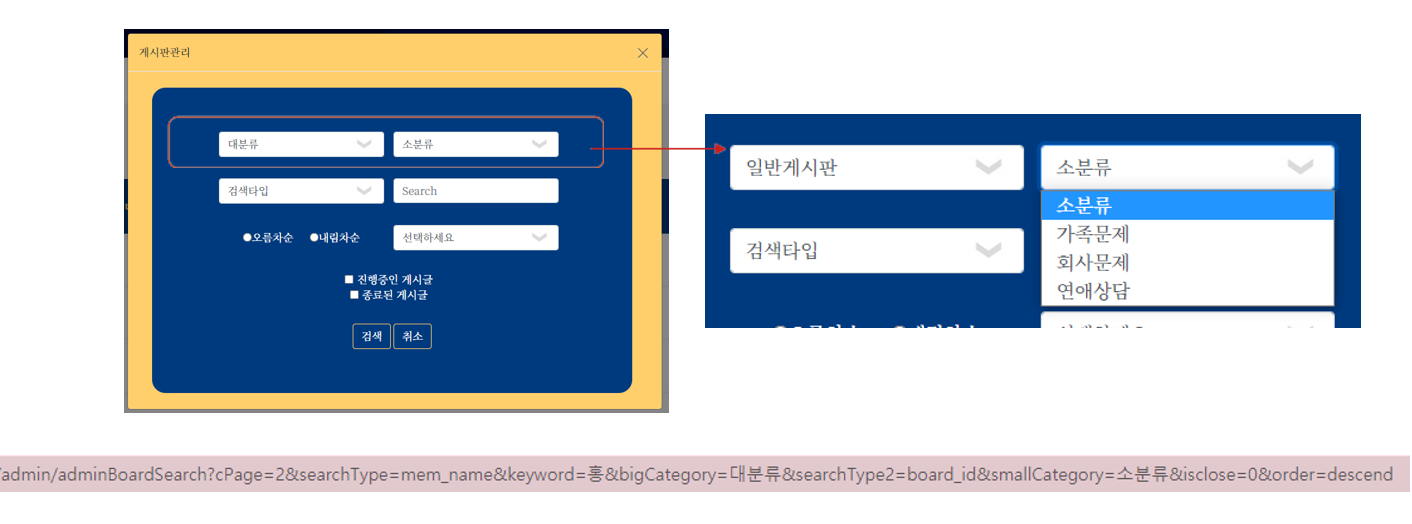 게시판관리
대분류 소분류
검색타입 Search
오름차순 내림차순 선택하세요
진행중인 게시글
종료된 게시글
검색 취소
일반게시판 소분류
소분류
가족문제
검색타입
회사문제
연애상담
/admin/adminBoardSearch?cPage=2&searchType=mem_name&keyword=홍&bigCategory=대분류&searchType2=board_id&smallCategory=소분류&isclose=0&order=descend